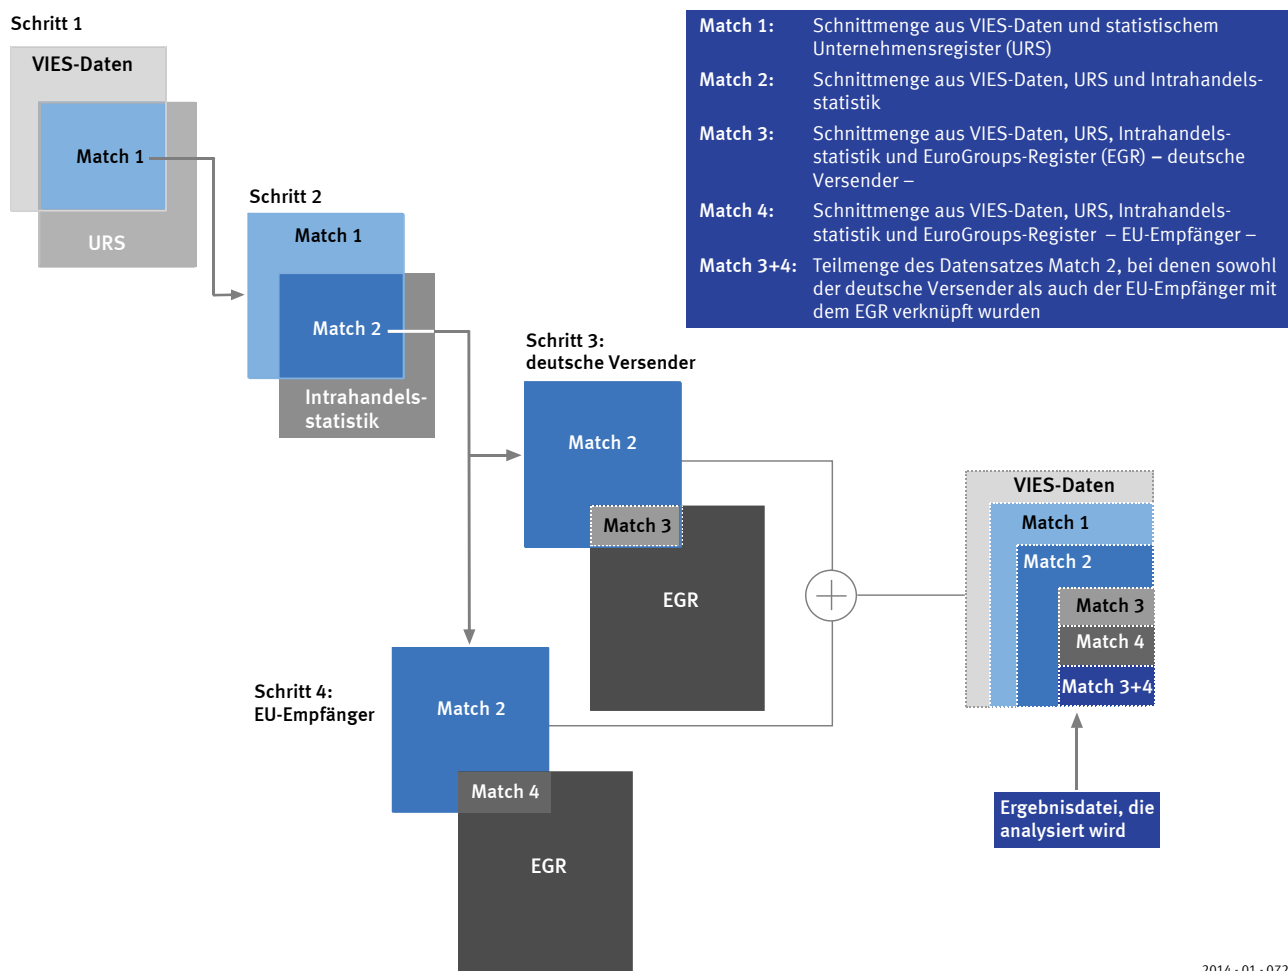 Schritt 1
VIES-Daten
Match 1
URS
Schritt 2
Match 1
Match 2
Intrahandels-
statistik
Schritt 3:
deutsche Versender
Match 2
Match 3
EGR
Schritt 4:
EU-Empfänger
Match 2
Match 4
EGR
Match 1: Schnittmenge aus VIES-Daten und statistischem
Unternehmensregister (URS)
Match 2: Schnittmenge aus VIES-Daten, URS und Intrahandels-
statistik
Match 3: Schnittmenge aus VIES-Daten, URS, Intrahandels-
statistik und EuroGroups-Register (EGR) – deutsche
Versender –
Match 4: Schnittmenge aus VIES-Daten, URS, Intrahandels-
statistik und EuroGroups-Register – EU-Empfänger –
Match 3+4: Teilmenge des Datensatzes Match 2, bei denen sowohl
der deutsche Versender als auch der EU-Empfänger mit
dem EGR verknüpft wurden
VIES-Daten
Match 1
Match 2
Match 3
Match 4
Match 3+4
Ergebnisdatei, die
analysiert wird
2014 - 01 - 072